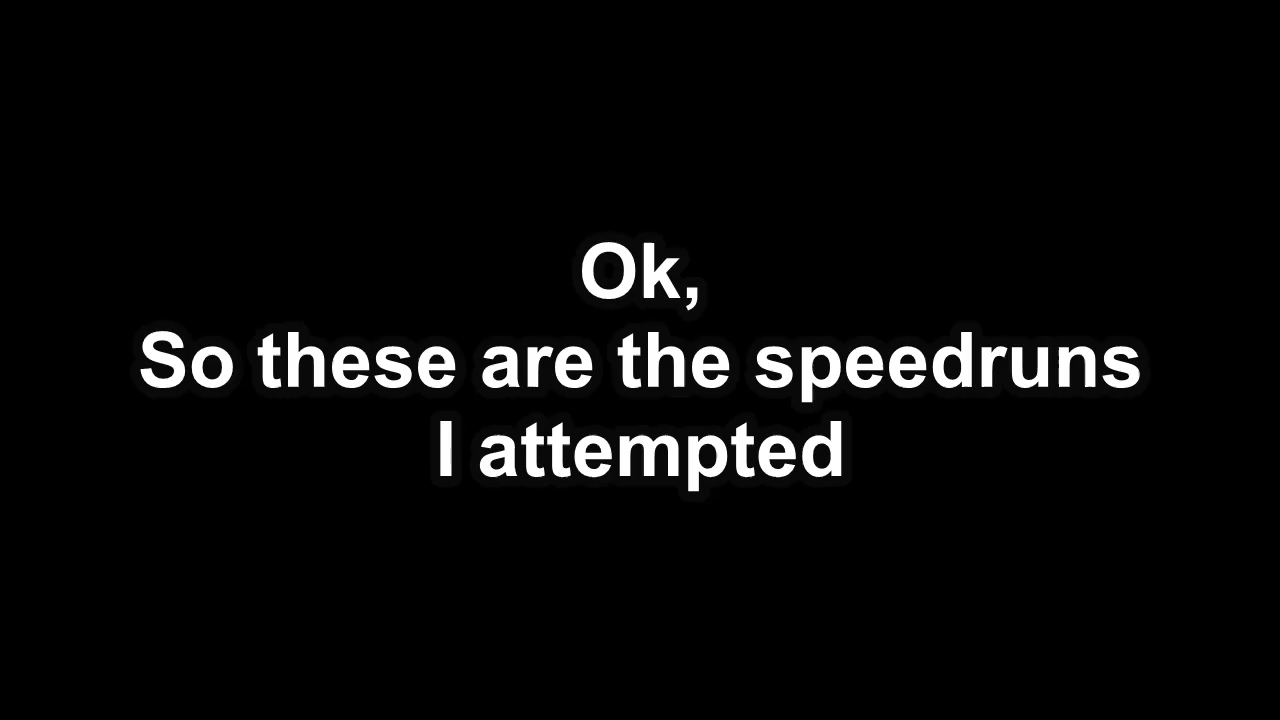 Ok,
So these are the speedruns
I attempted